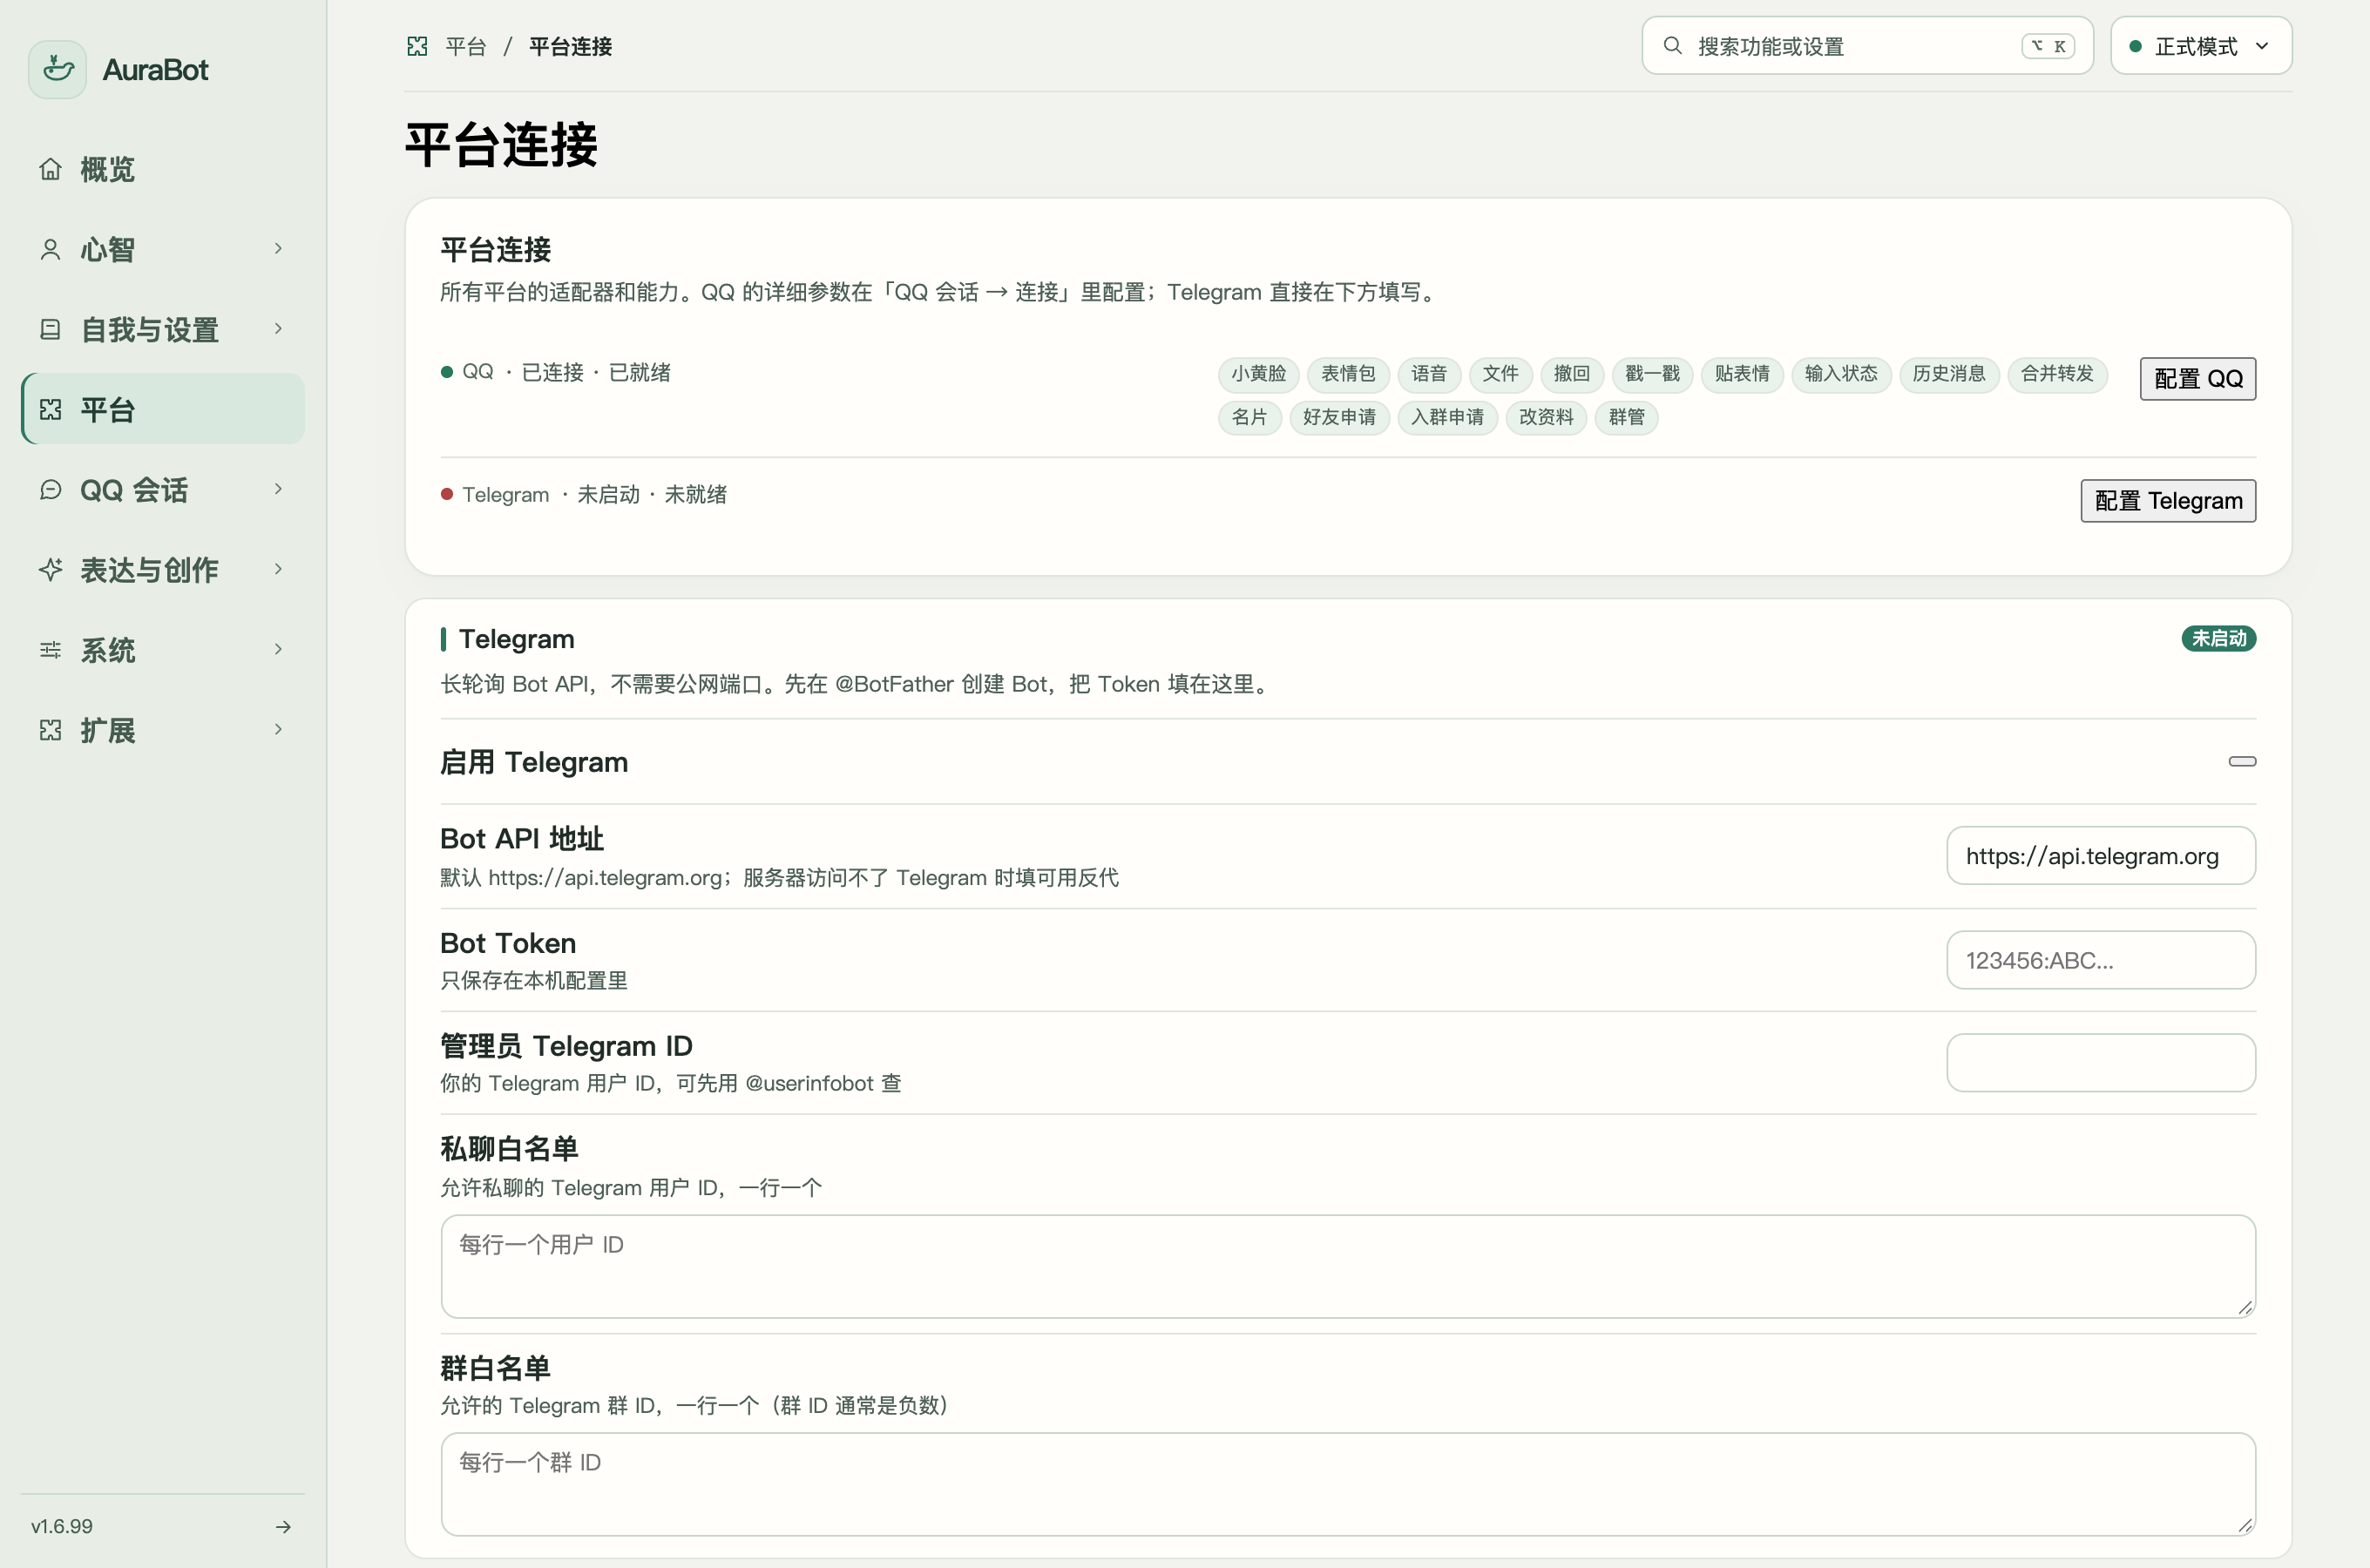 AuraBot
概览
心智
自我与设置
平台
QQ 会话
表达与创作
系统
扩展
v1.6.99
平台 / 平台连接
搜索功能或设置
⌥ K
正式模式
平台连接
平台连接
所有平台的适配器和能力。QQ 的详细参数在「QQ 会话 → 连接」里配置；Telegram 直接在下方填写。
QQ · 已连接 · 已就绪
小黄脸 表情包 语音 文件 撤回 戳一戳 贴表情 输入状态 历史消息 合并转发
名片 好友申请 入群申请 改资料 群管
配置 QQ
Telegram · 未启动 · 未就绪
配置 Telegram
Telegram
未启动
长轮询 Bot API，不需要公网端口。先在 @BotFather 创建 Bot，把 Token 填在这里。
启用 Telegram
Bot API 地址
默认 https://api.telegram.org；服务器访问不了 Telegram 时填可用反代
https://api.telegram.org
Bot Token
只保存在本机配置里
123456:ABC...
管理员 Telegram ID
你的 Telegram 用户 ID，可先用 @userinfobot 查
私聊白名单
允许私聊的 Telegram 用户 ID，一行一个
每行一个用户 ID
群白名单
允许的 Telegram 群 ID，一行一个（群 ID 通常是负数）
每行一个群 ID